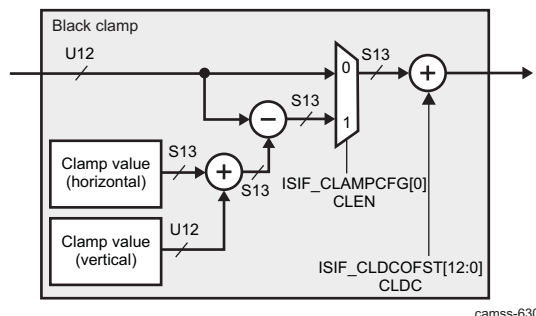 Black clamp
U12
0
S13
S13
1
Clamp value
(horizontal)
S13
S13
ISIF_CLAMPCFG[0]
CLEN
Clamp value
(vertical)
U12
ISIF_CLDCOFST[12:0]
CLDC